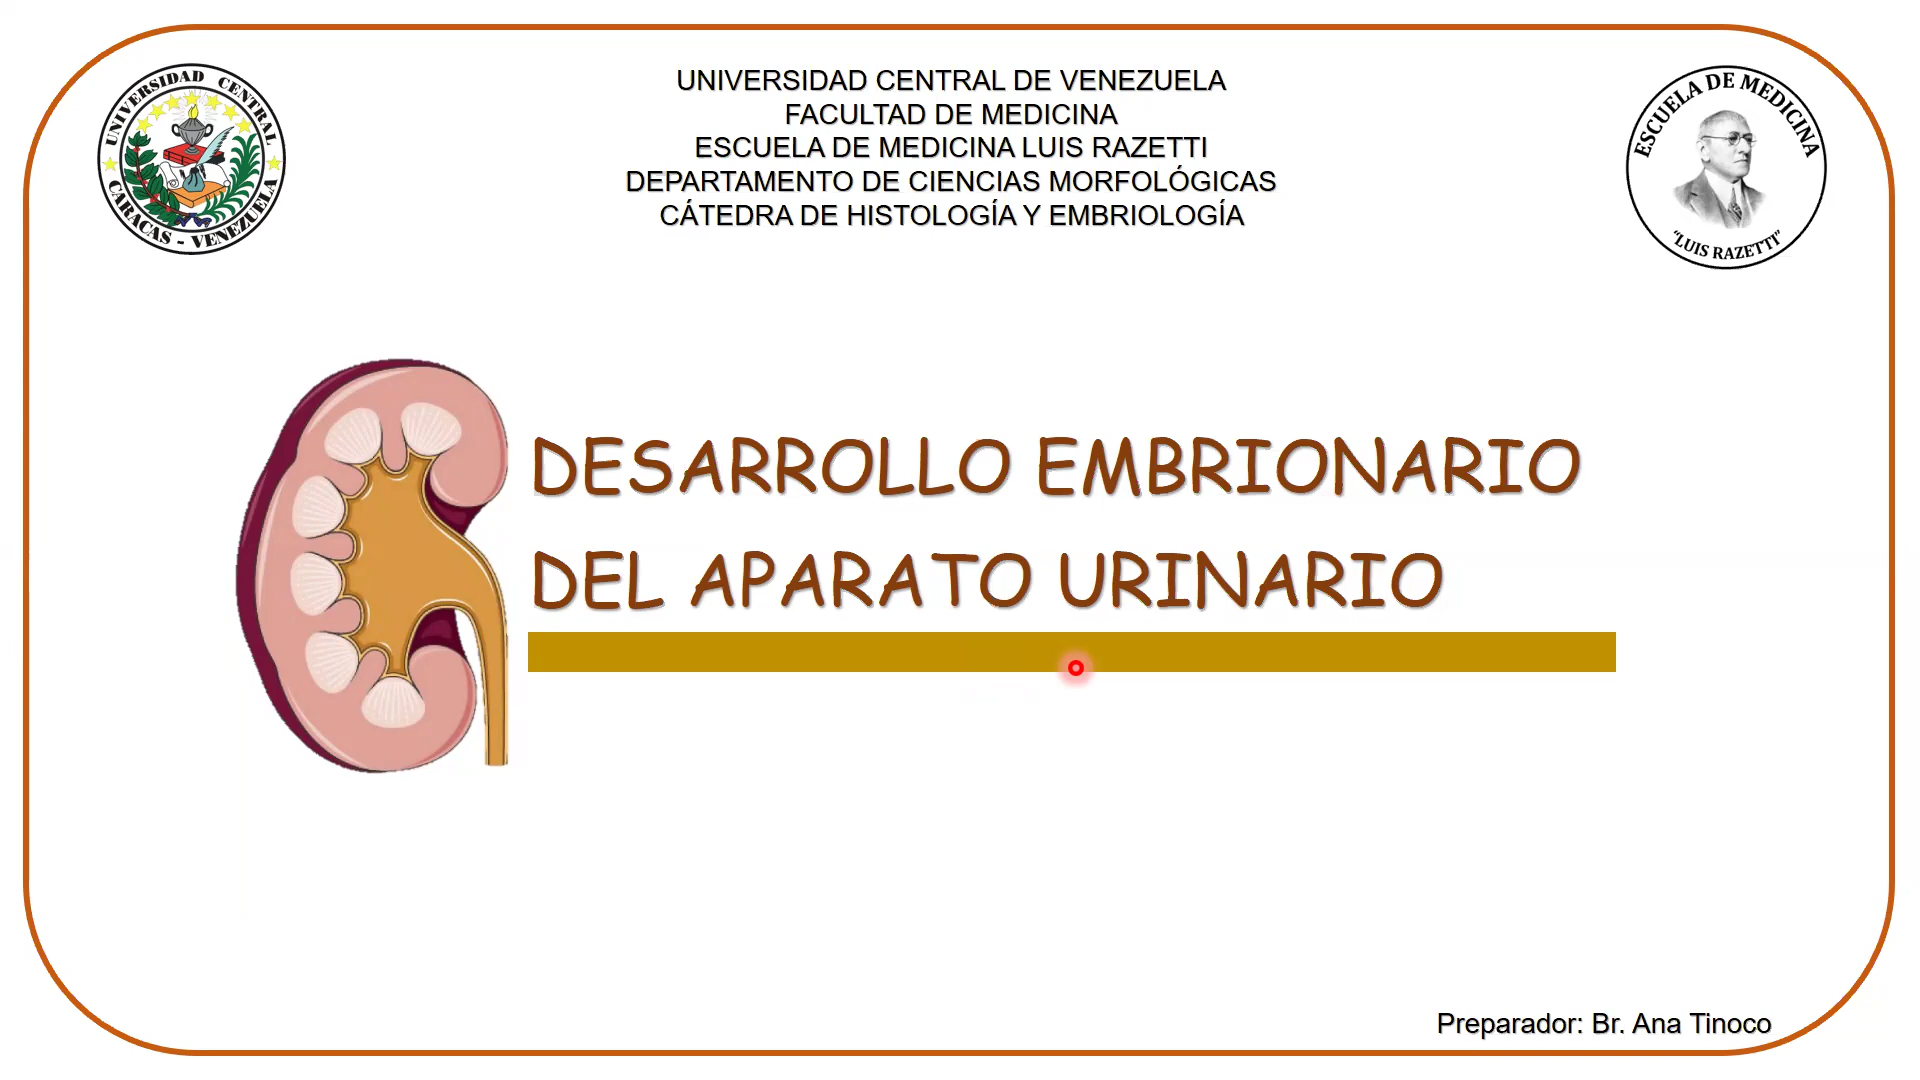 UNIVERSIDAD CENTRAL
CARACAS - VENEZUELA
UNIVERSIDAD CENTRAL DE VENEZUELA
FACULTAD DE MEDICINA
ESCUELA DE MEDICINA LUIS RAZETTI
DEPARTAMENTO DE CIENCIAS MORFOLÓGICAS
CÁTEDRA DE HISTOLOGÍA Y EMBRIOLOGÍA
ESCUELA DE MEDICINA
“LUIS RAZETTI”
DESARROLLO EMBRIONARIO
DEL APARATO URINARIO
Preparador: Br. Ana Tinoco